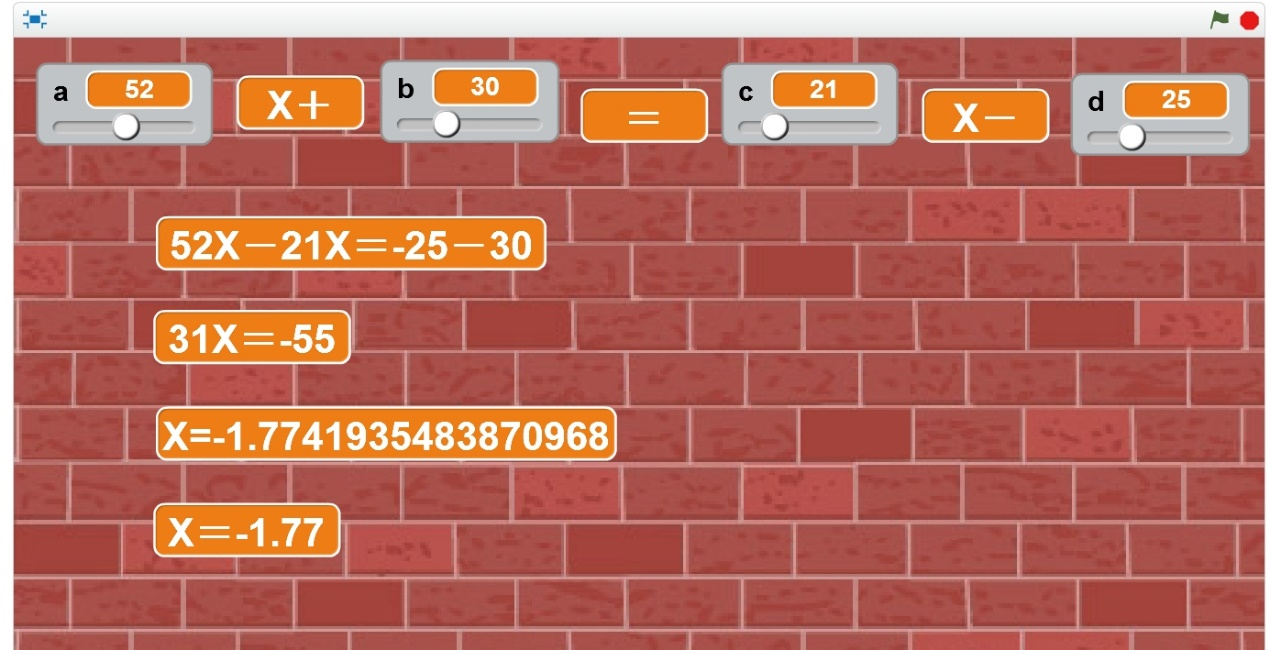 a 52 X＋ b 30 ＝ c 21 X－ d 25
52X－21X＝-25－30
31X＝-55
X=-1.7741935483870968
X＝-1.77